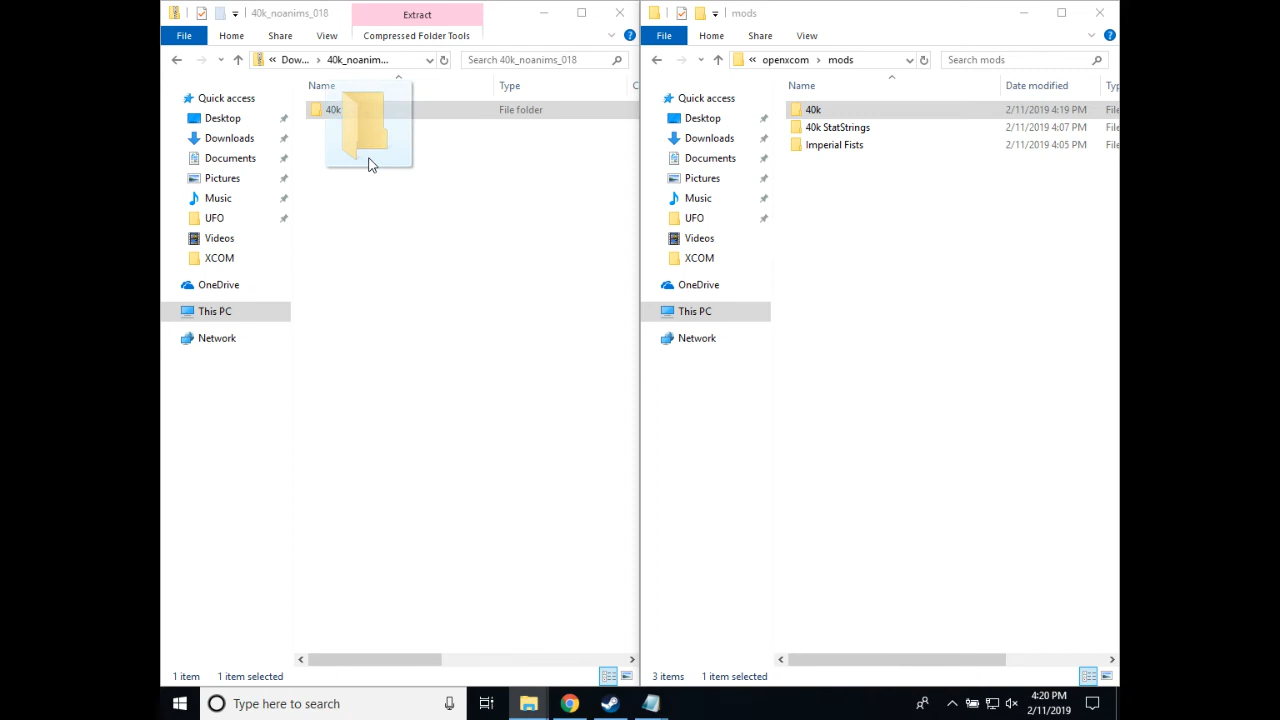 40k_noanims_018
Extract
File
Home
Share
View
Compressed Folder Tools
« Dow... › 40k_noanim...
Search 40k_noanims_018
Name
Type
C
Quick access
Desktop
Downloads
Documents
Pictures
Music
UFO
Videos
XCOM
OneDrive
This PC
Network
40k
File folder
1 item
1 item selected
mods
File
Home
Share
View
« openxcom › mods
Search mods
Name
Date modified
Ty
Quick access
Desktop
Downloads
Documents
Pictures
Music
UFO
Videos
XCOM
OneDrive
This PC
Network
40k
2/11/2019 4:19 PM
File
40k StatStrings
2/11/2019 4:07 PM
File
Imperial Fists
2/11/2019 4:05 PM
File
3 items
1 item selected
Type here to search
4:20 PM
2/11/2019